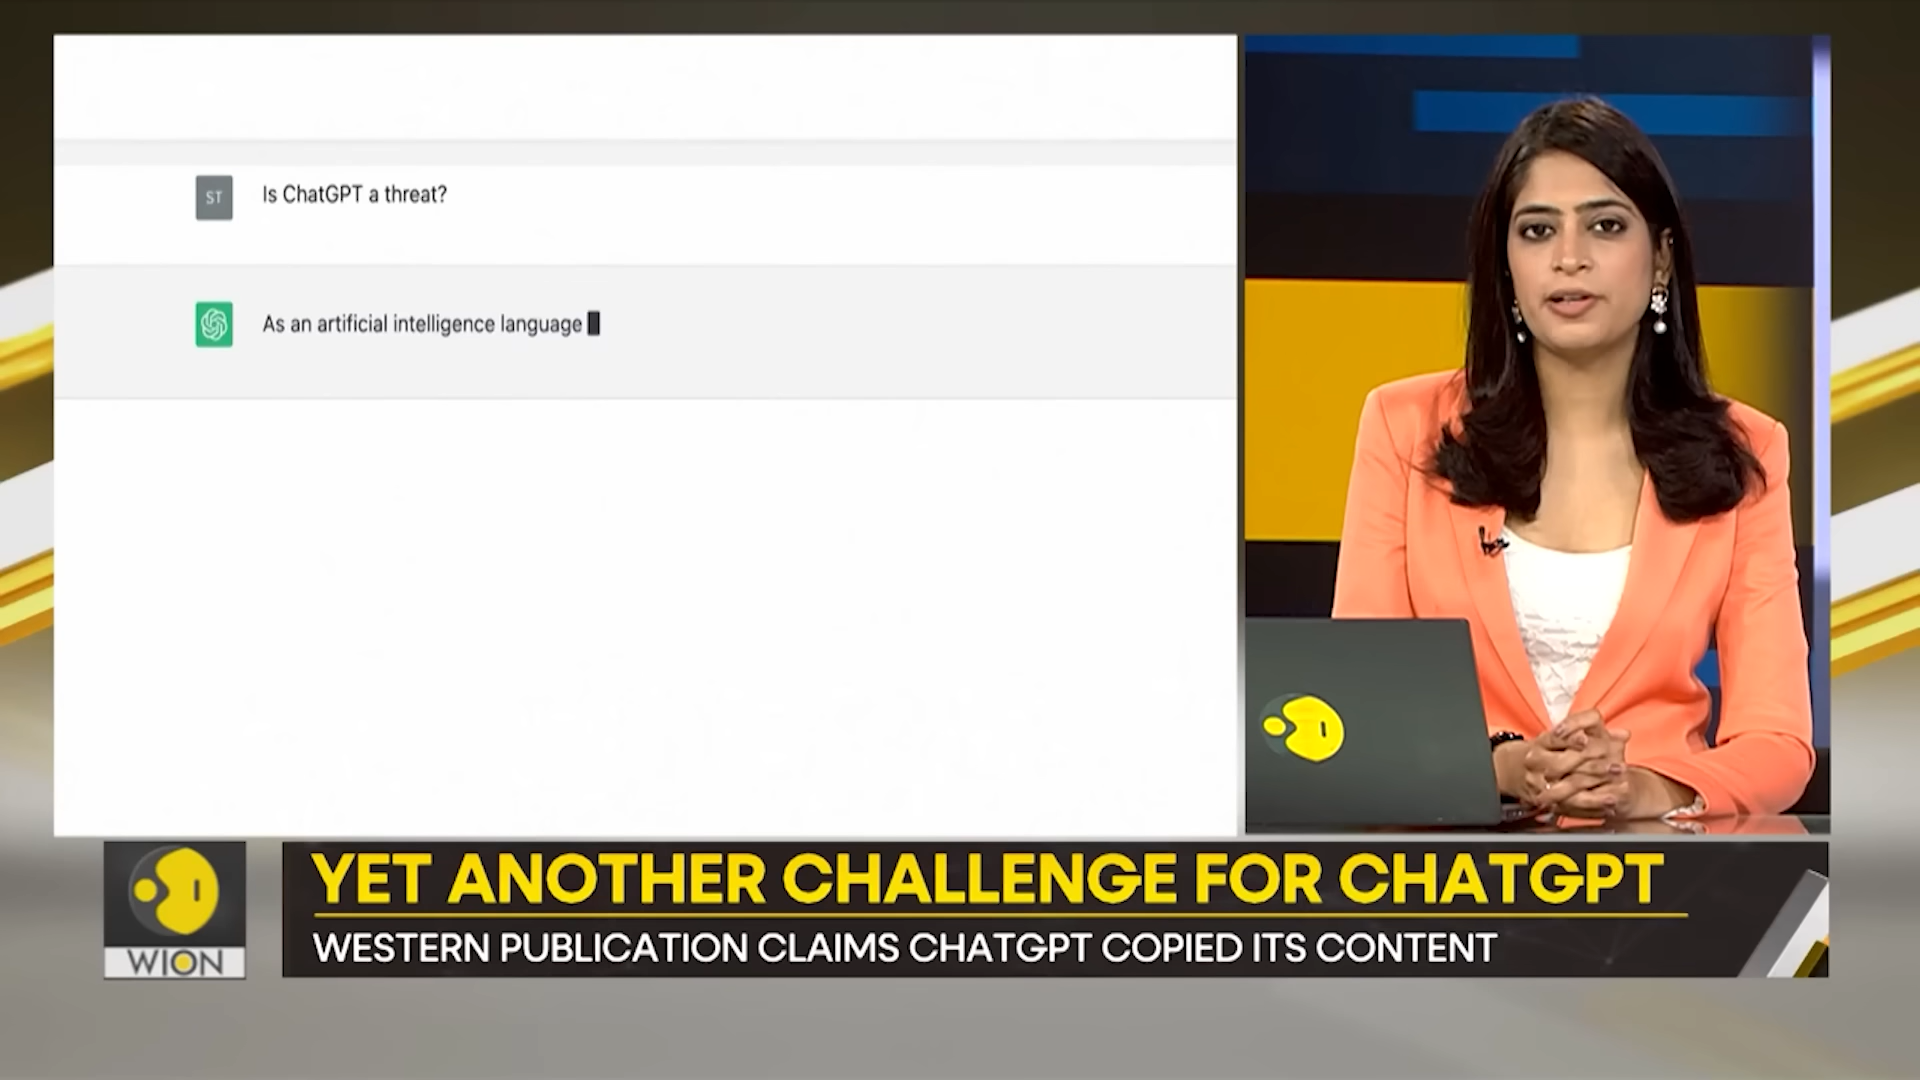 ST
Is ChatGPT a threat?
As an artificial intelligence language
YET ANOTHER CHALLENGE FOR CHATGPT
WESTERN PUBLICATION CLAIMS CHATGPT COPIED ITS CONTENT
WION